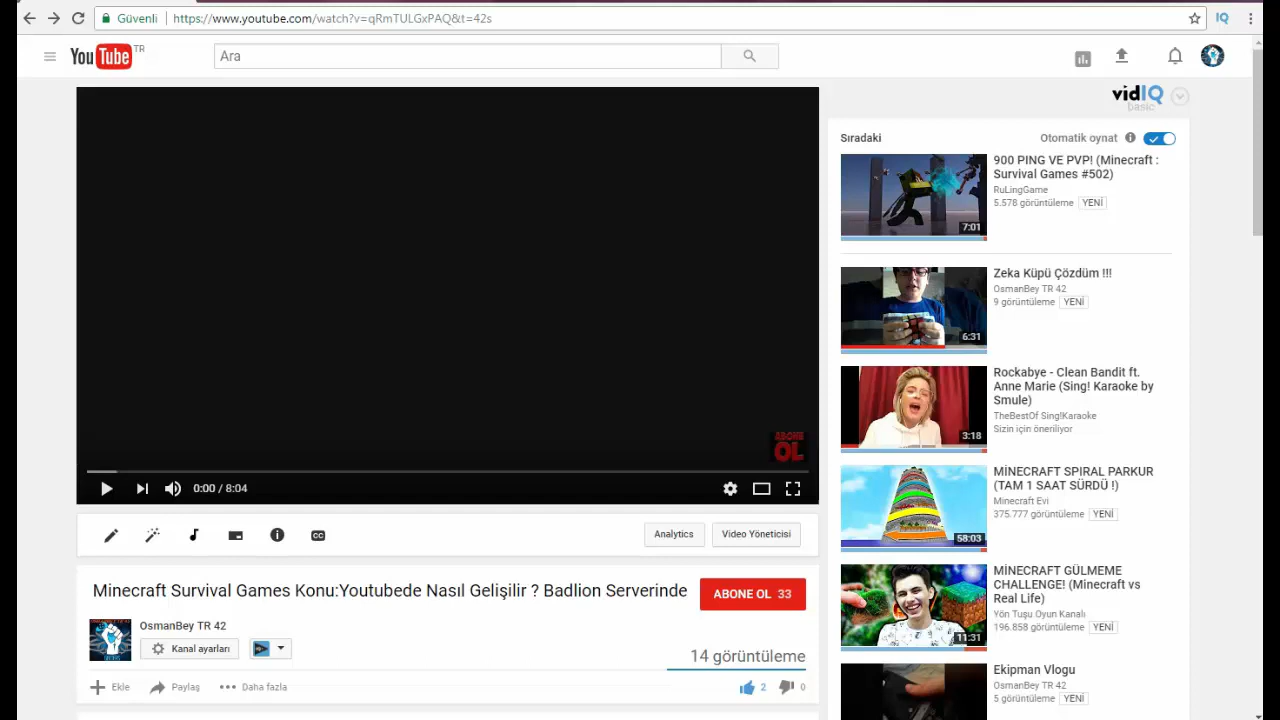 Güvenli
https://www.youtube.com/watch?v=qRmTULGxPAQ&t=42s
IQ
YouTube TR
Ara
vidIQ
basic
ABONE
OL
0:00 / 8:04
CC
Analytics
Video Yöneticisi
Minecraft Survival Games Konu:Youtubede Nasıl Gelişilir ? Badlion Serverinde
ABONE OL 33
OsmanBey TR 42
Kanal ayarları
14 görüntüleme
Ekle
Paylaş
Daha fazla
2
0
Sıradaki
Otomatik oynat
900 PING VE PVP! (Minecraft :
Survival Games #502)
RuLingGame
5.578 görüntüleme YENİ
7:01
Zeka Küpü Çözdüm !!!
OsmanBey TR 42
9 görüntüleme YENİ
6:31
Rockabye - Clean Bandit ft.
Anne Marie (Sing! Karaoke by
Smule)
TheBestOf Sing!Karaoke
Sizin için öneriliyor
3:18
MİNECRAFT SPIRAL PARKUR
(TAM 1 SAAT SÜRDÜ !)
Minecraft Evi
375.777 görüntüleme YENİ
58:03
MİNECRAFT GÜLMEME
CHALLENGE! (Minecraft vs
Real Life)
Yön Tuşu Oyun Kanalı
196.858 görüntüleme YENİ
11:31
Ekipman Vlogu
OsmanBey TR 42
5 görüntüleme YENİ